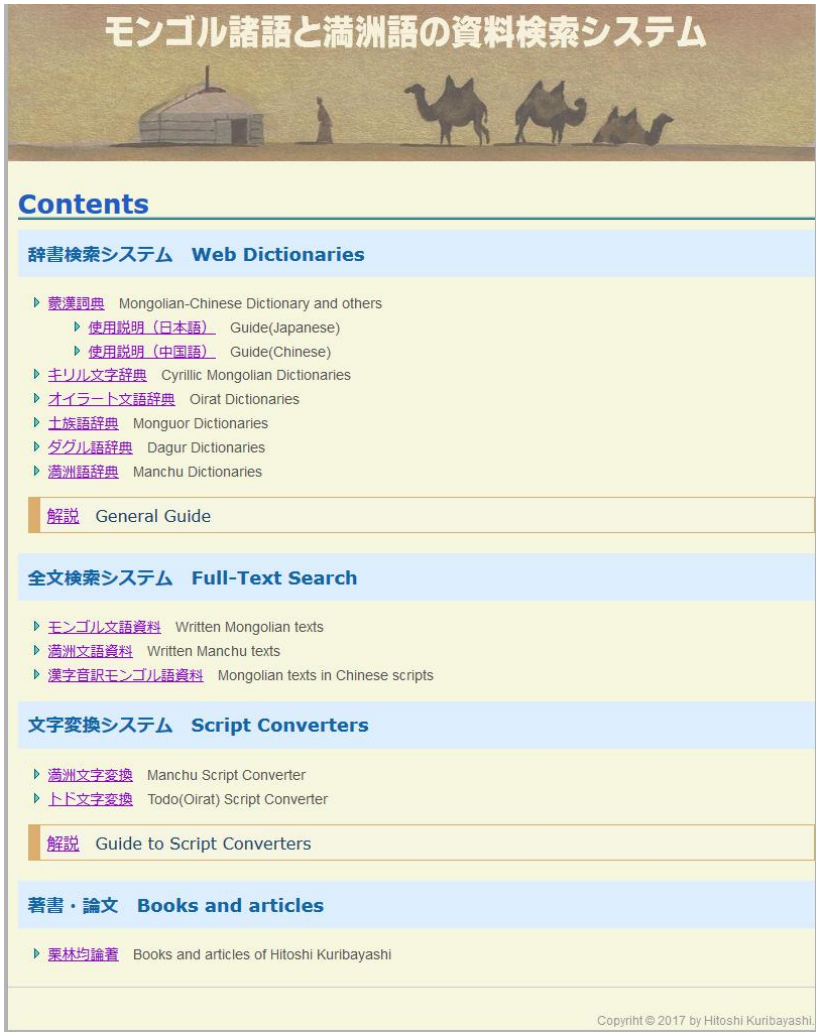 モンゴル諸語と満洲語の資料検索システム
Contents
辞書検索システム　Web Dictionaries
蒙漢詞典　Mongolian-Chinese Dictionary and others
使用説明（日本語）　Guide(Japanese)
使用説明（中国語）　Guide(Chinese)
キリル文字辞典　Cyrillic Mongolian Dictionaries
オイラート文語辞典　Oirat Dictionaries
土族語辞典　Monguor Dictionaries
ダグル語辞典　Dagur Dictionaries
満洲語辞典　Manchu Dictionaries
解説　General Guide
全文検索システム　Full-Text Search
モンゴル文語資料　Written Mongolian texts
満洲文語資料　Written Manchu texts
漢字音訳モンゴル語資料　Mongolian texts in Chinese scripts
文字変換システム　Script Converters
満洲文字変換　Manchu Script Converter
トド文字変換　Todo(Oirat) Script Converter
解説　Guide to Script Converters
著書・論文　Books and articles
栗林均論著　Books and articles of Hitoshi Kuribayashi
Copyriht © 2017 by Hitoshi Kuribayashi.